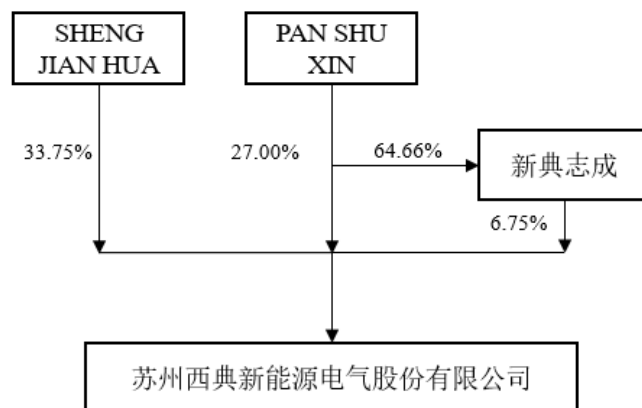 SHENG
JIAN HUA
PAN SHU
XIN
33.75%
27.00%
64.66%
新典志成
6.75%
苏州西典新能源电气股份有限公司